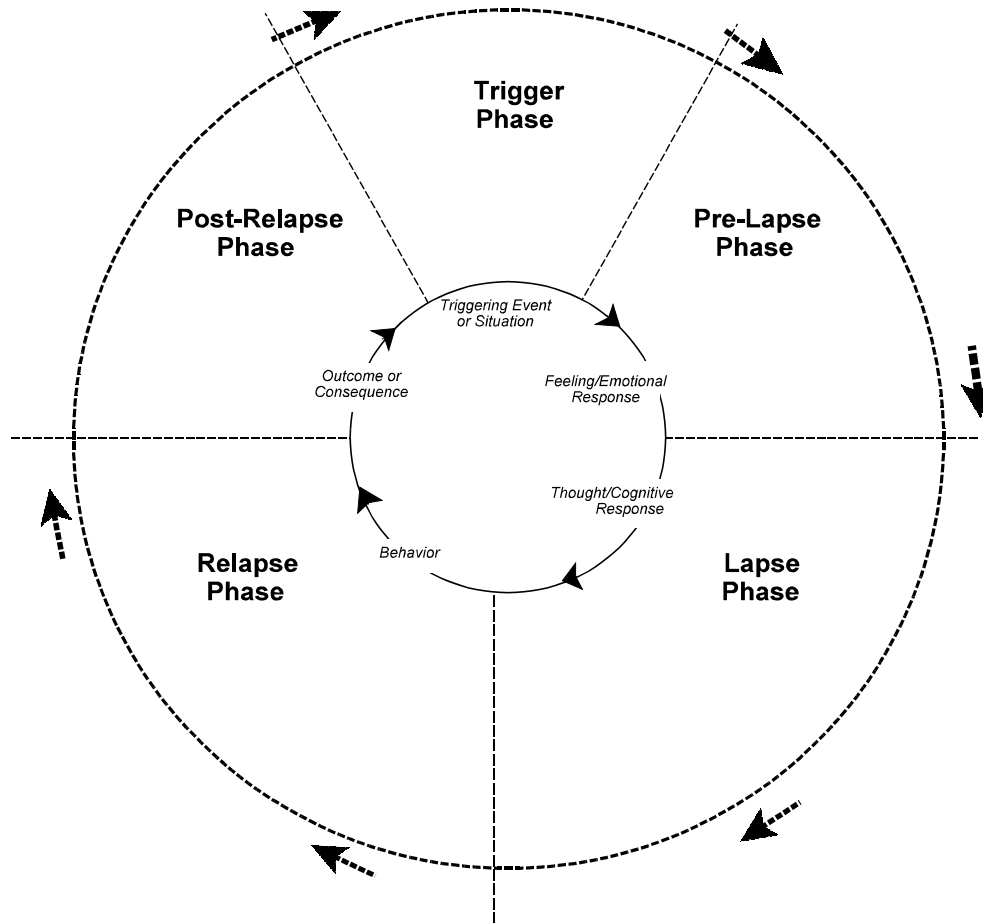 Trigger
Phase
Post-Relapse
Phase
Pre-Lapse
Phase
Triggering Event
or Situation
Outcome or
Consequence
Feeling/Emotional
Response
Thought/Cognitive
Response
Behavior
Relapse
Phase
Lapse
Phase